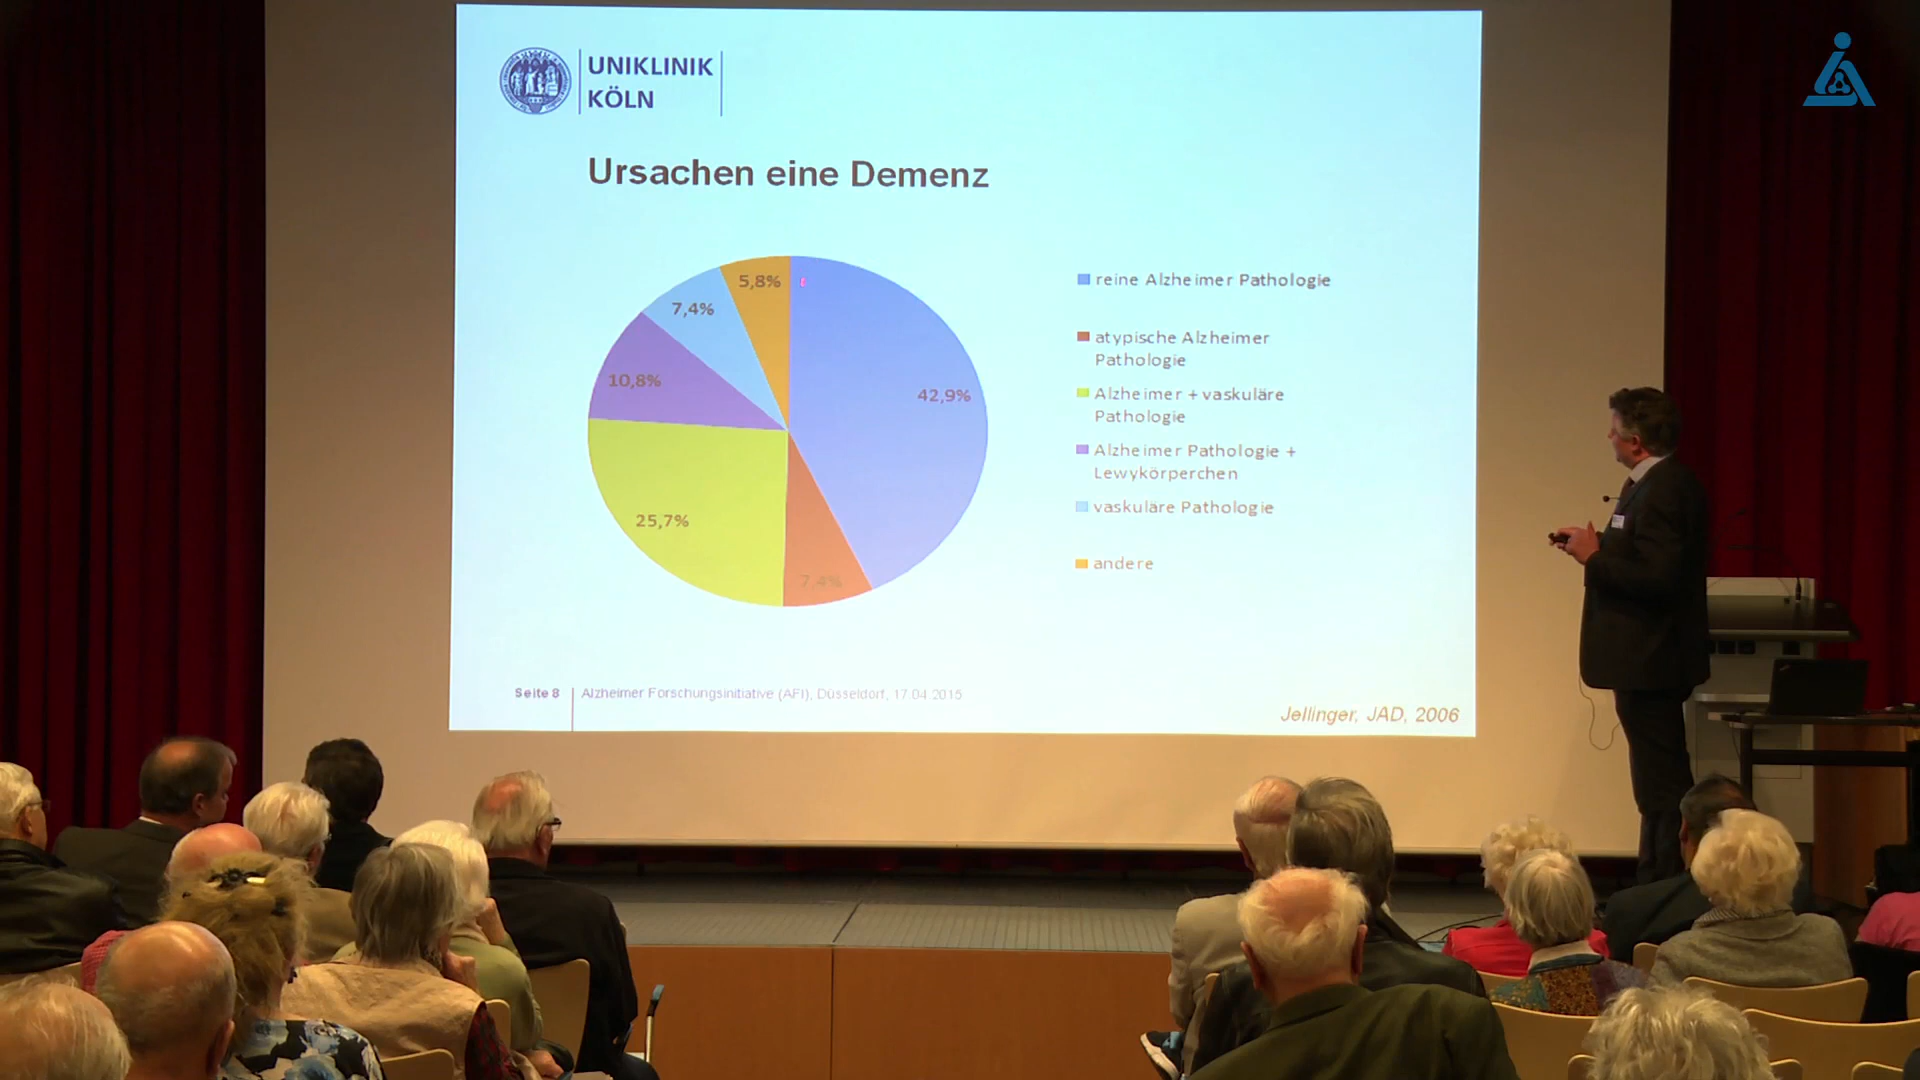 UNIKLINIK
KÖLN
Ursachen eine Demenz
5,8%
7,4%
10,8%
42,9%
25,7%
7,4%
reine Alzheimer Pathologie
atypische Alzheimer
Pathologie
Alzheimer + vaskuläre
Pathologie
Alzheimer Pathologie +
Lewykörperchen
vaskuläre Pathologie
andere
Seite 8
Alzheimer Forschungsinitiative (AFI), Düsseldorf, 17.04.2015
Jellinger, JAD, 2006